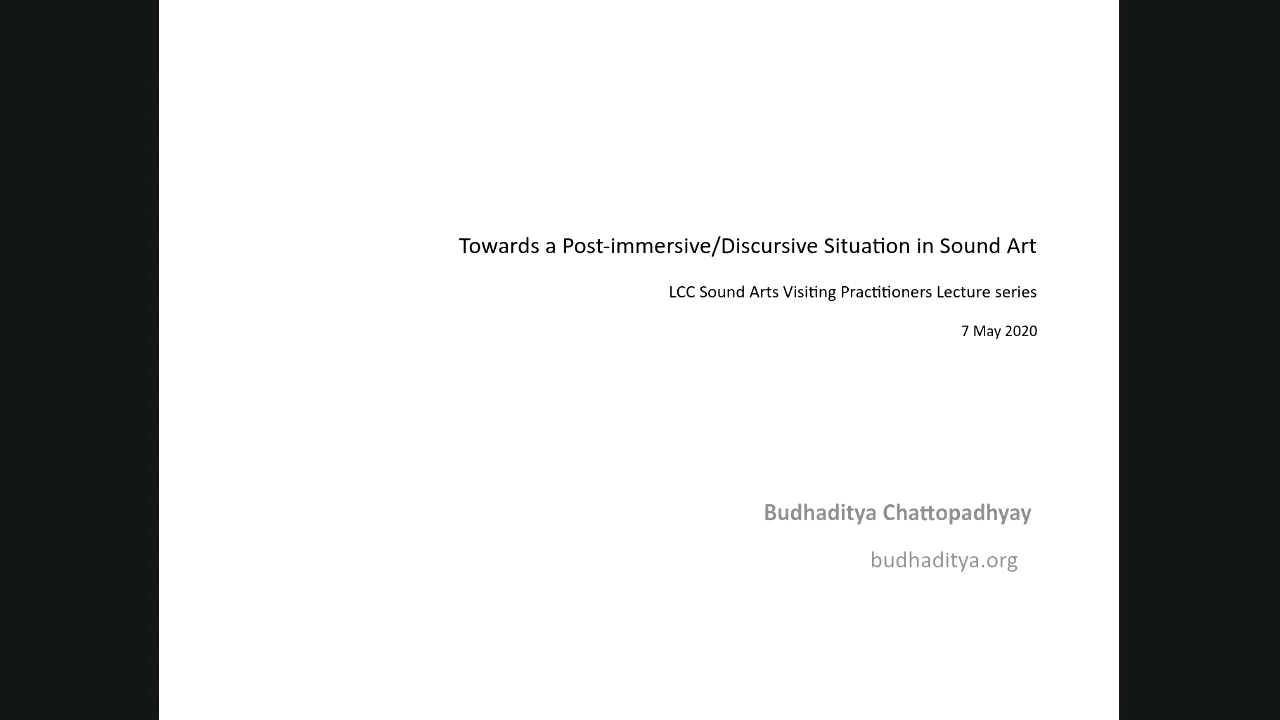 Towards a Post-immersive/Discursive Situation in Sound Art
LCC Sound Arts Visiting Practitioners Lecture series
7 May 2020
Budhaditya Chattopadhyay
budhaditya.org